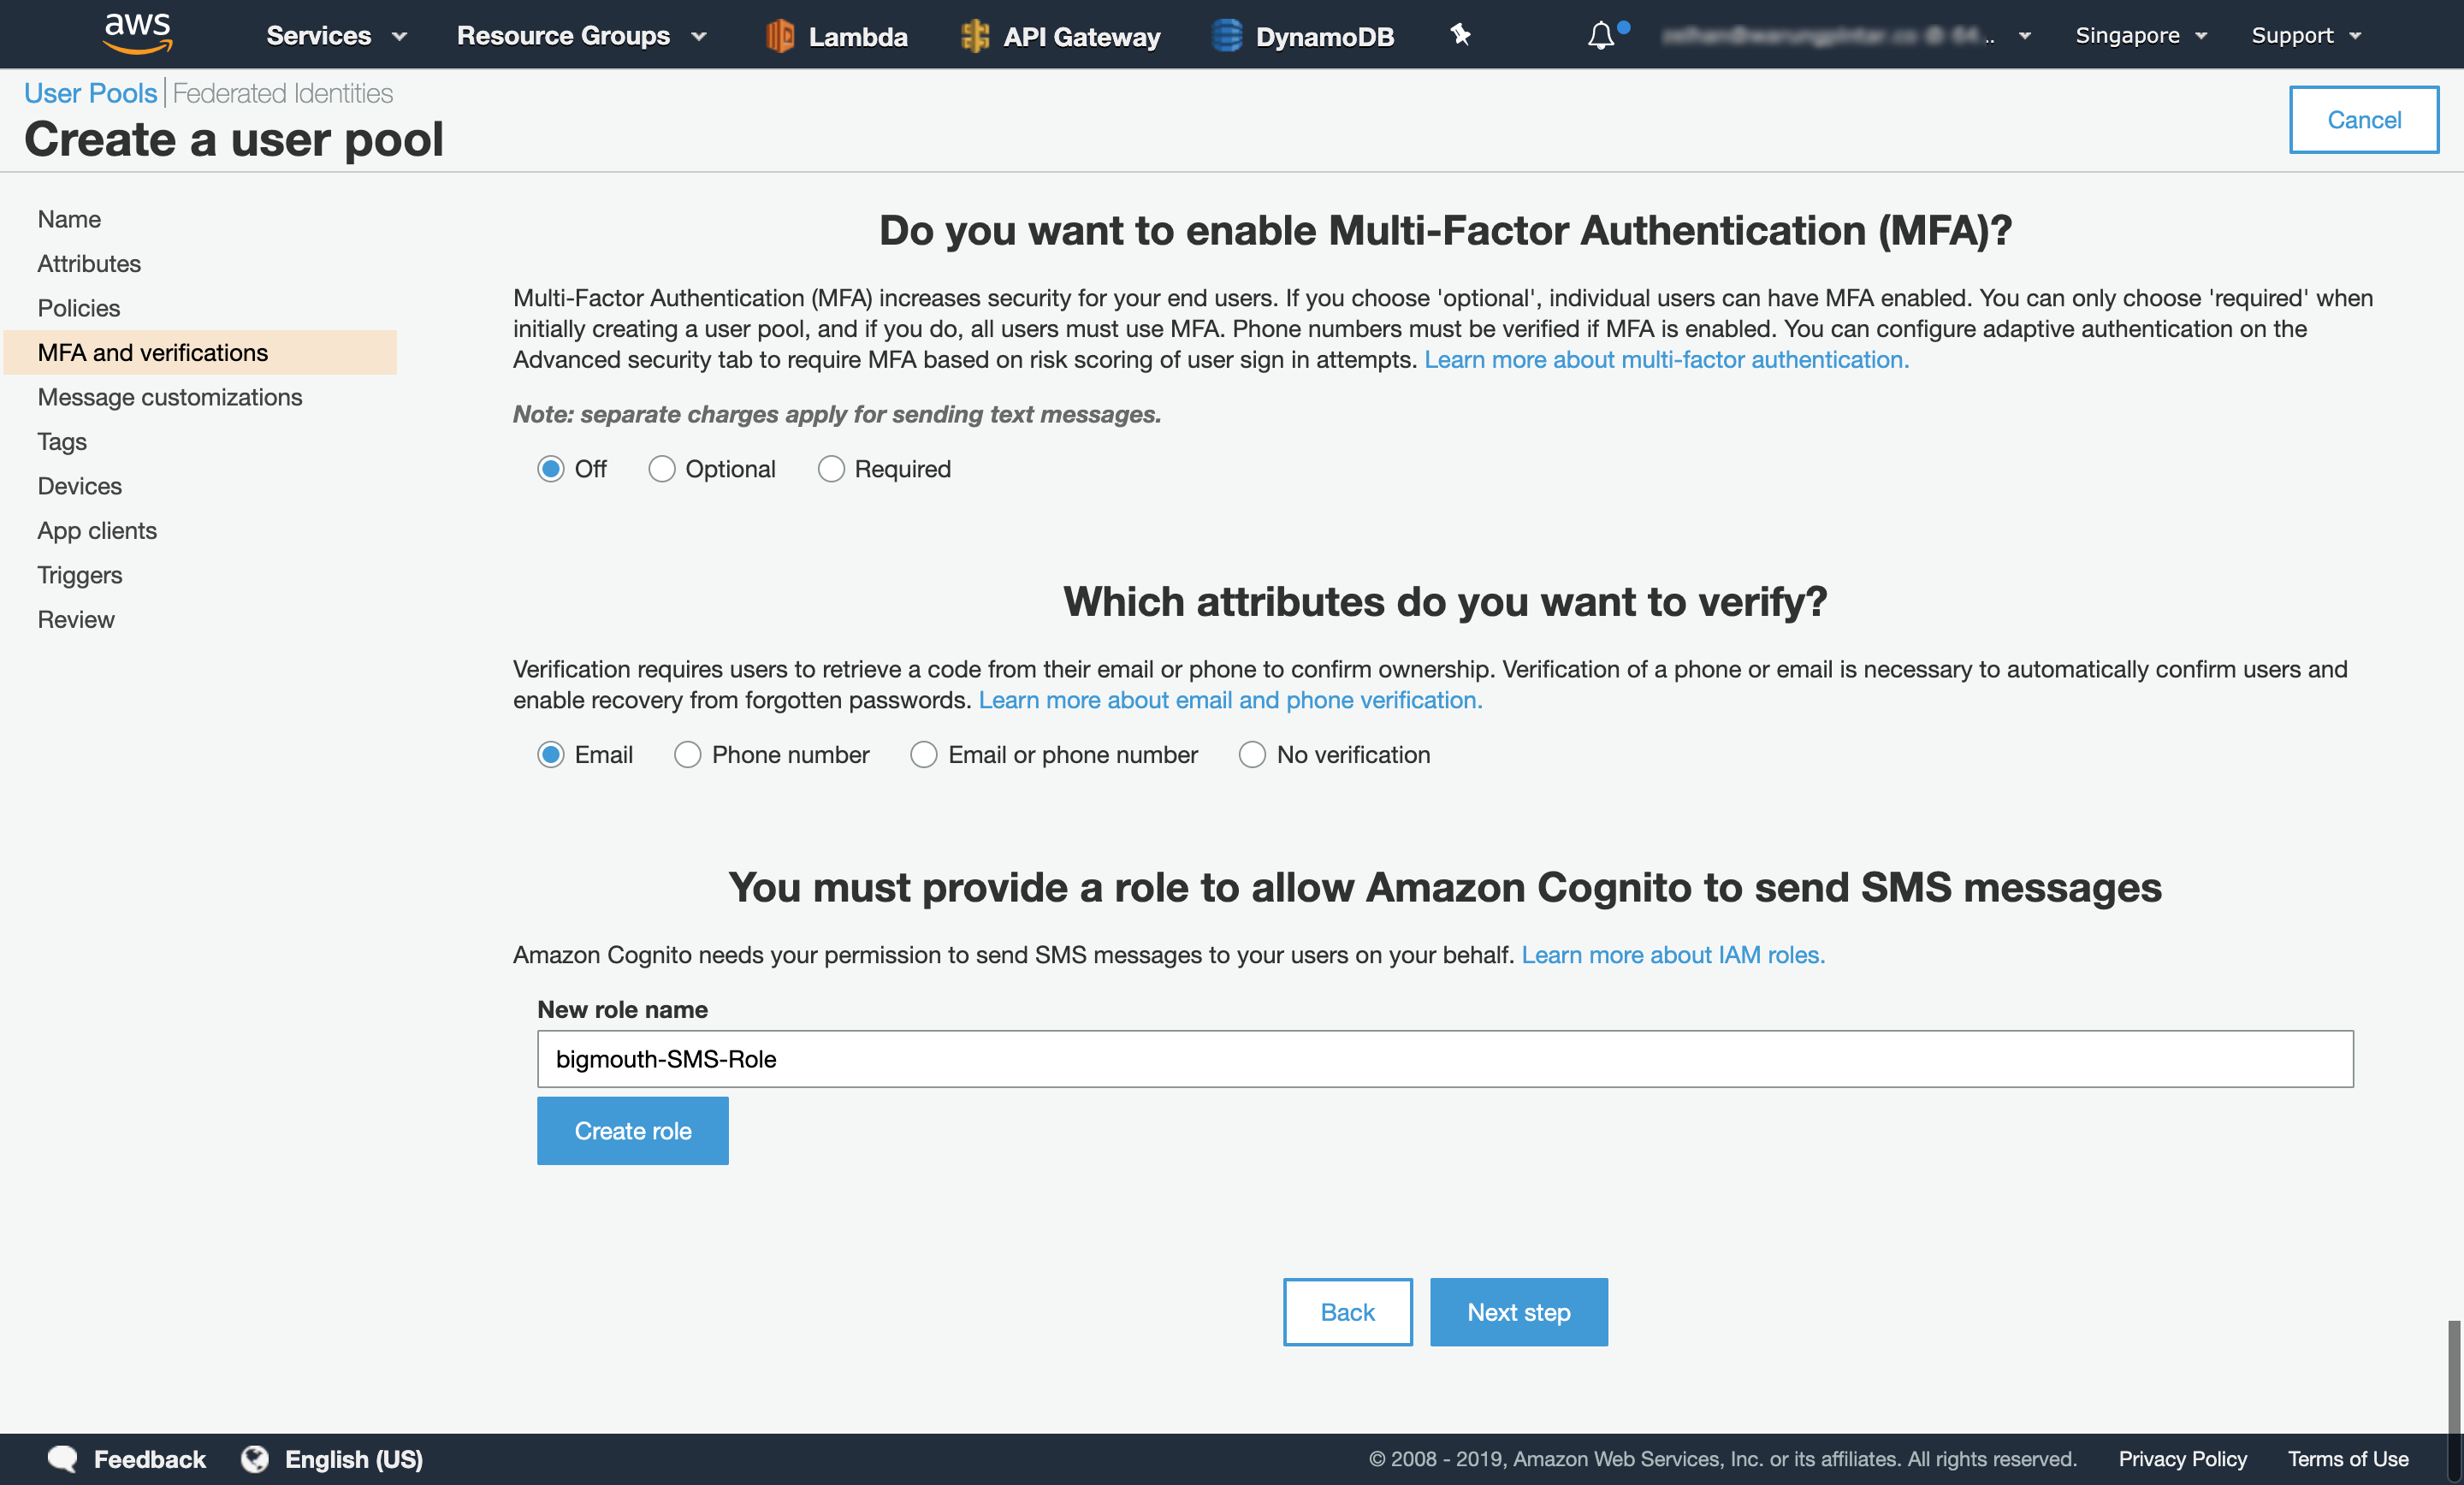 aws
Services
Resource Groups
Lambda
API Gateway
DynamoDB
Singapore
Support
User Pools | Federated Identities
Create a user pool
Cancel
Name
Attributes
Policies
MFA and verifications
Message customizations
Tags
Devices
App clients
Triggers
Review
Do you want to enable Multi-Factor Authentication (MFA)?
Multi-Factor Authentication (MFA) increases security for your end users. If you choose 'optional', individual users can have MFA enabled. You can only choose 'required' when
initially creating a user pool, and if you do, all users must use MFA. Phone numbers must be verified if MFA is enabled. You can configure adaptive authentication on the
Advanced security tab to require MFA based on risk scoring of user sign in attempts. Learn more about multi-factor authentication.
Note: separate charges apply for sending text messages.
Off
Optional
Required
Which attributes do you want to verify?
Verification requires users to retrieve a code from their email or phone to confirm ownership. Verification of a phone or email is necessary to automatically confirm users and
enable recovery from forgotten passwords. Learn more about email and phone verification.
Email
Phone number
Email or phone number
No verification
You must provide a role to allow Amazon Cognito to send SMS messages
Amazon Cognito needs your permission to send SMS messages to your users on your behalf. Learn more about IAM roles.
New role name
bigmouth-SMS-Role
Create role
Back
Next step
Feedback
English (US)
© 2008 - 2019, Amazon Web Services, Inc. or its affiliates. All rights reserved.
Privacy Policy
Terms of Use